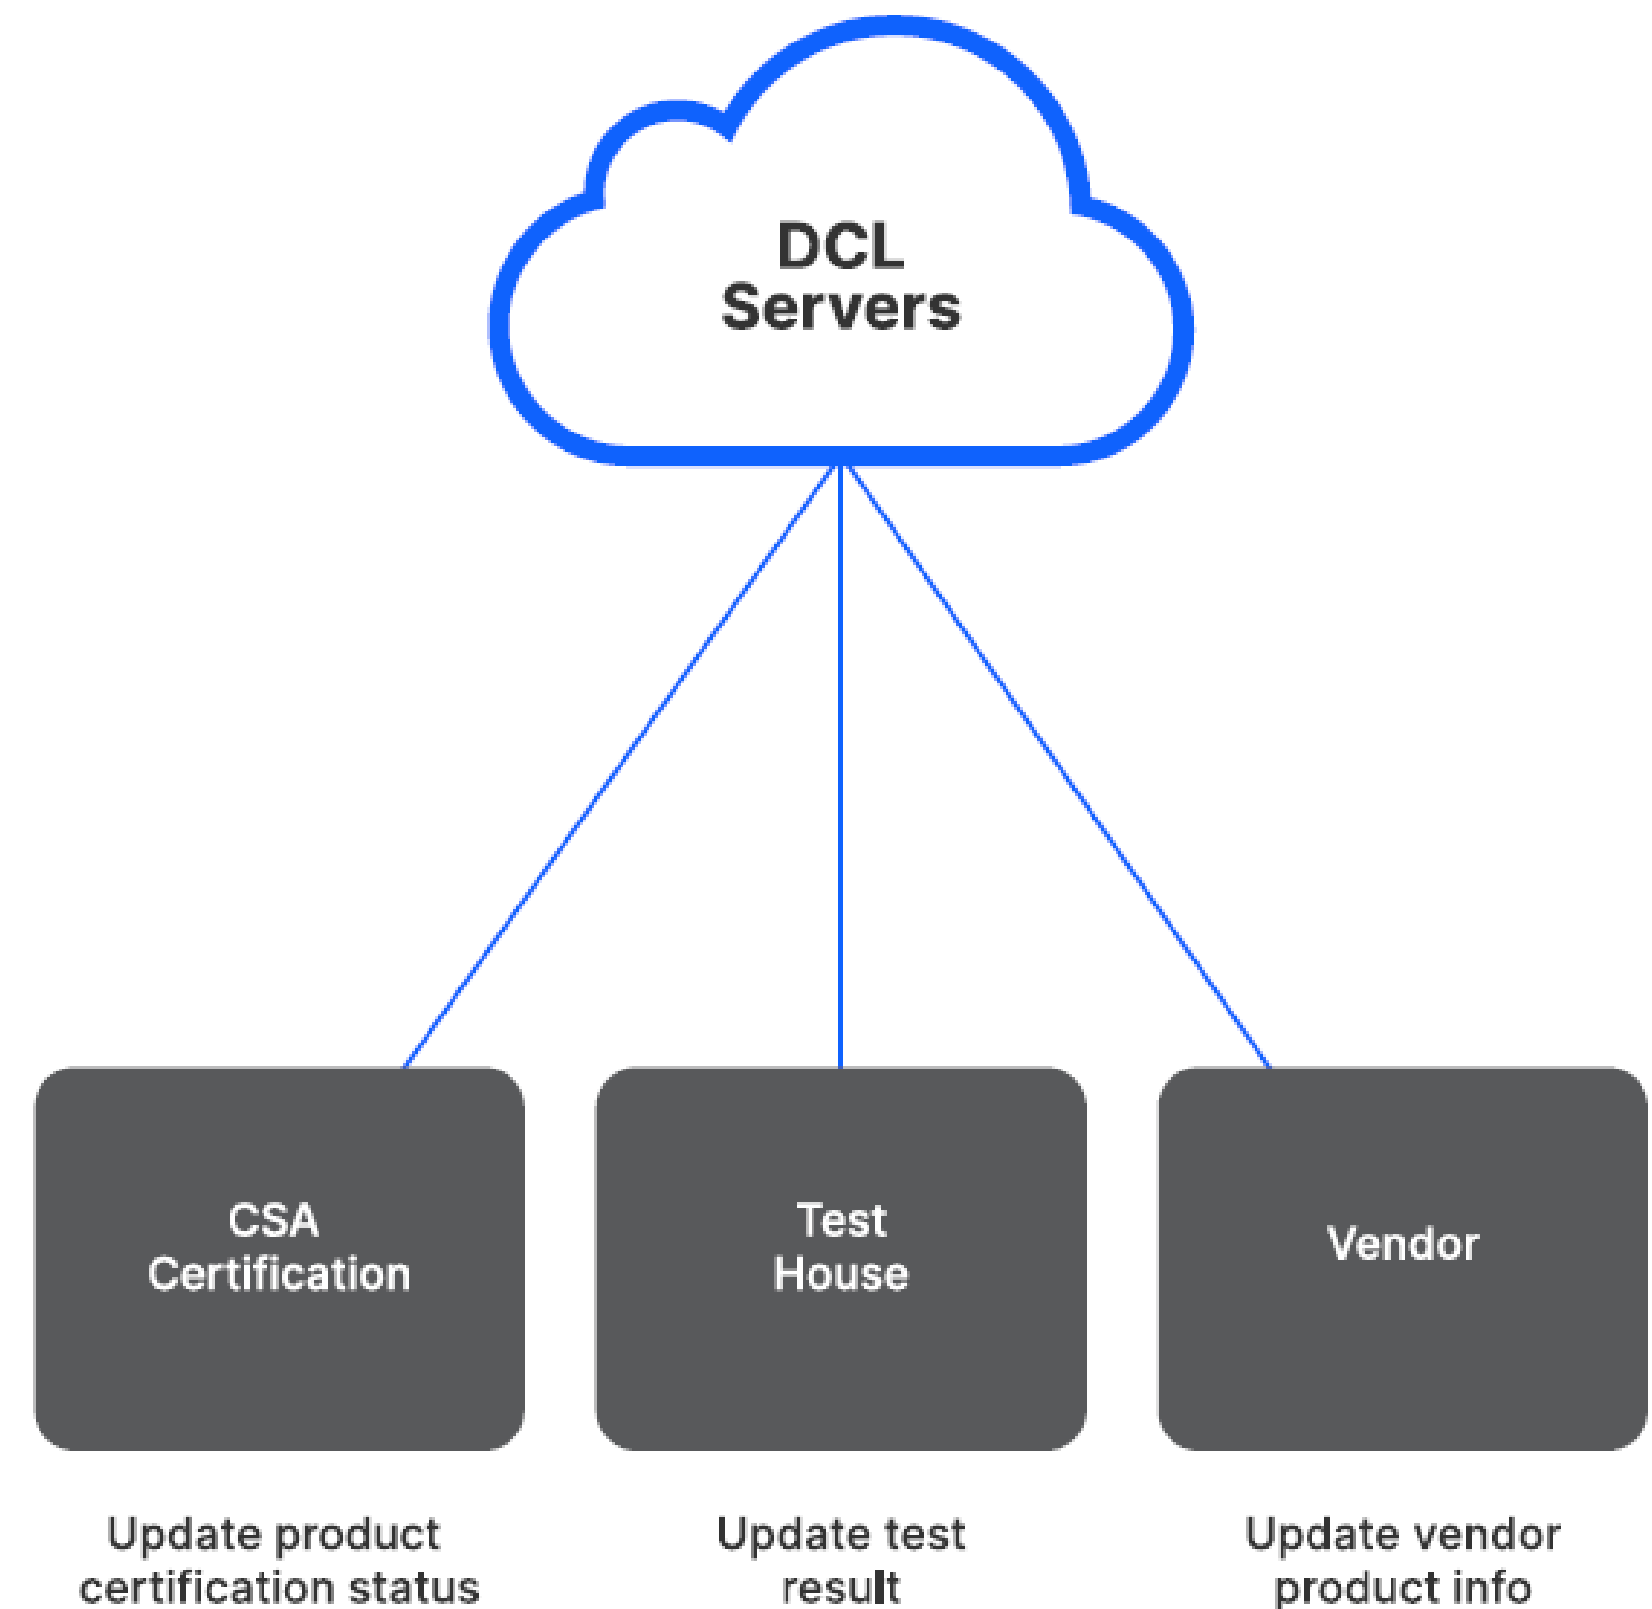 DCL
Servers
CSA
Certification
Test
House
Vendor
Update product
certification status
Update test
result
Update vendor
product info